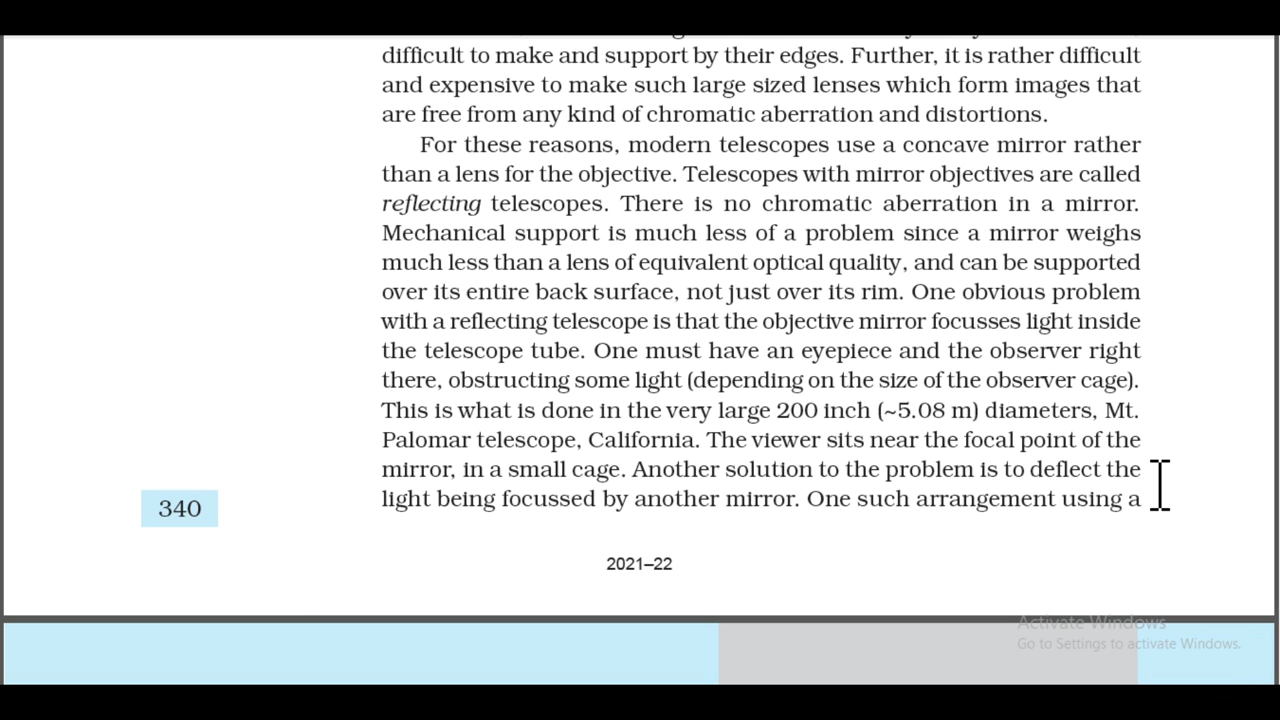 difficult to make and support by their edges. Further, it is rather difficult
and expensive to make such large sized lenses which form images that
are free from any kind of chromatic aberration and distortions.
For these reasons, modern telescopes use a concave mirror rather
than a lens for the objective. Telescopes with mirror objectives are called
reflecting telescopes. There is no chromatic aberration in a mirror.
Mechanical support is much less of a problem since a mirror weighs
much less than a lens of equivalent optical quality, and can be supported
over its entire back surface, not just over its rim. One obvious problem
with a reflecting telescope is that the objective mirror focusses light inside
the telescope tube. One must have an eyepiece and the observer right
there, obstructing some light (depending on the size of the observer cage).
This is what is done in the very large 200 inch (~5.08 m) diameters, Mt.
Palomar telescope, California. The viewer sits near the focal point of the
mirror, in a small cage. Another solution to the problem is to deflect the
light being focussed by another mirror. One such arrangement using a
340
2021–22
Activate Windows
Go to Settings to activate Windows.